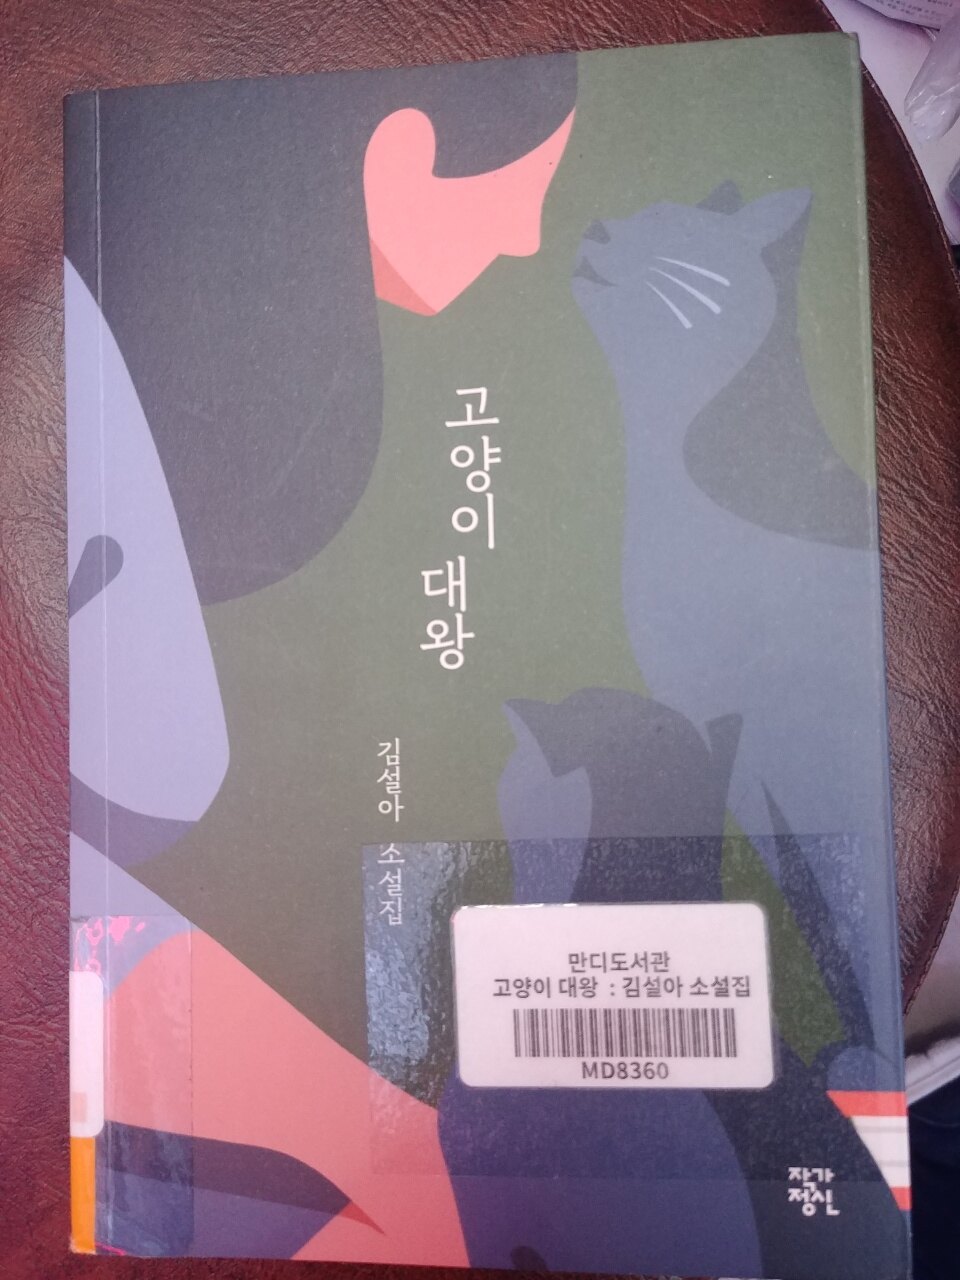 고양이
대왕
김설아 소설집
만디도서관
고양이 대왕 : 김설아 소설집
MD8360
작가
정신